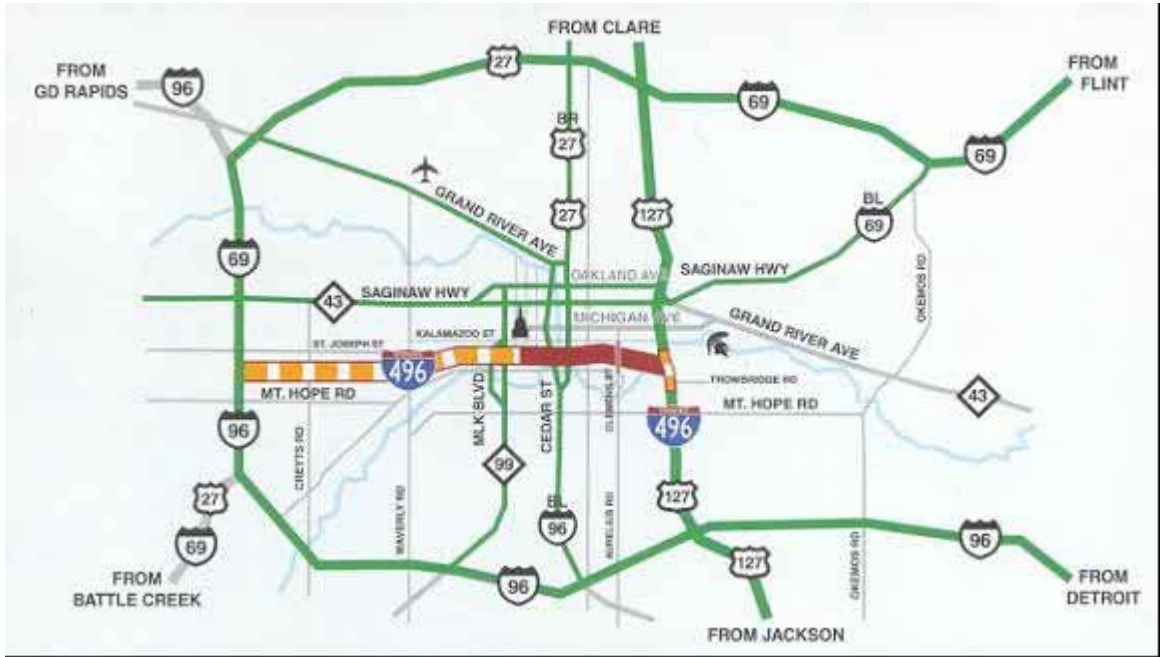 FROM CLARE
27
FROM
GD RAPIDS
96
FROM
FLINT
69
BR
27
69
GRAND RIVER AVE
27
127
BL
69
69
OAKLAND AVE
SAGINAW HWY
OKEMOS RD
43
SAGINAW HWY
MICHIGAN AVE
GRAND RIVER AVE
KALAMAZOO ST
ST. JOSEPH ST
496
TROWBRIDGE RD
MT. HOPE RD
MT. HOPE RD
43
MLK BLVD
CEDAR ST
CLEMENS ST
496
96
CREYTS RD
99
27
127
WAVERLY RD
BL
96
AURELIUS RD
69
96
127
96
OKEMOS RD
FROM
BATTLE CREEK
FROM
DETROIT
FROM JACKSON